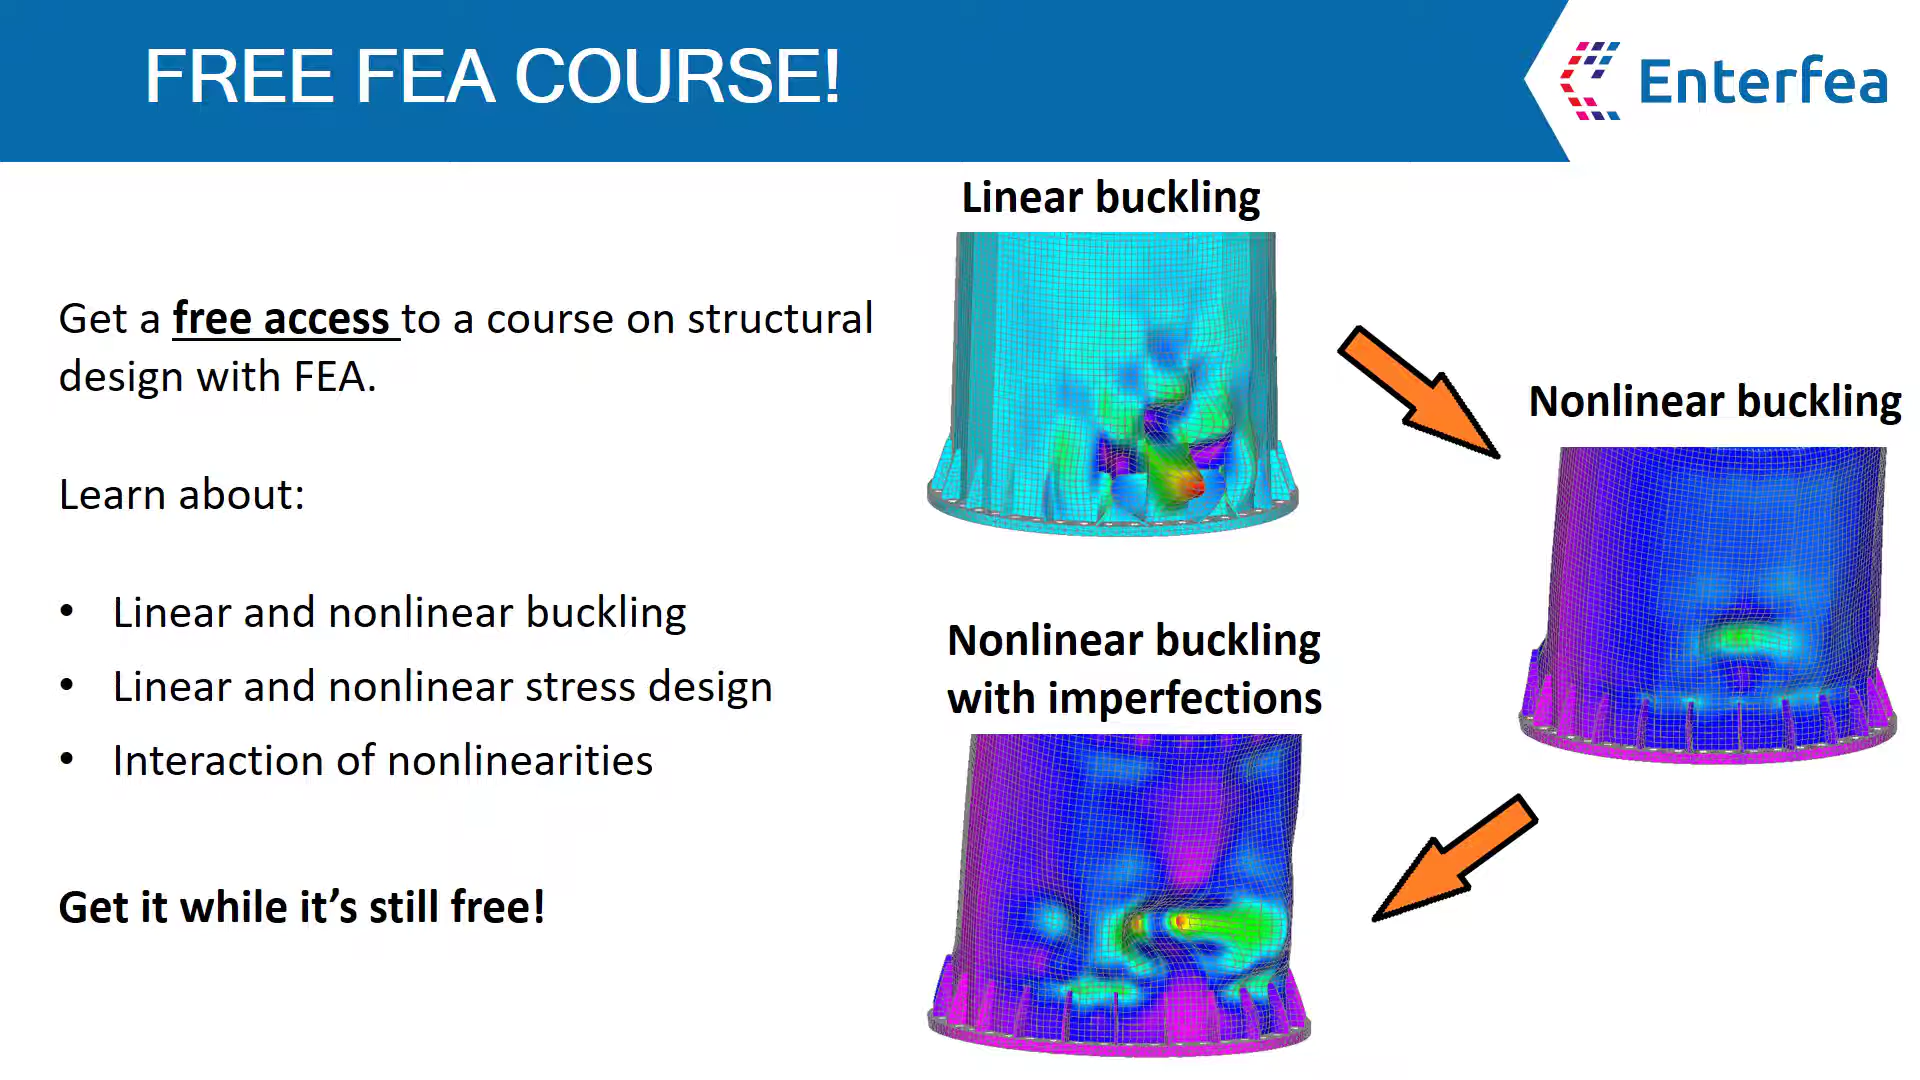 FREE FEA COURSE!
Enterfea
Get a free access to a course on structural
design with FEA.
Learn about:
• Linear and nonlinear buckling
• Linear and nonlinear stress design
• Interaction of nonlinearities
Get it while it’s still free!
Linear buckling
Nonlinear buckling
Nonlinear buckling
with imperfections